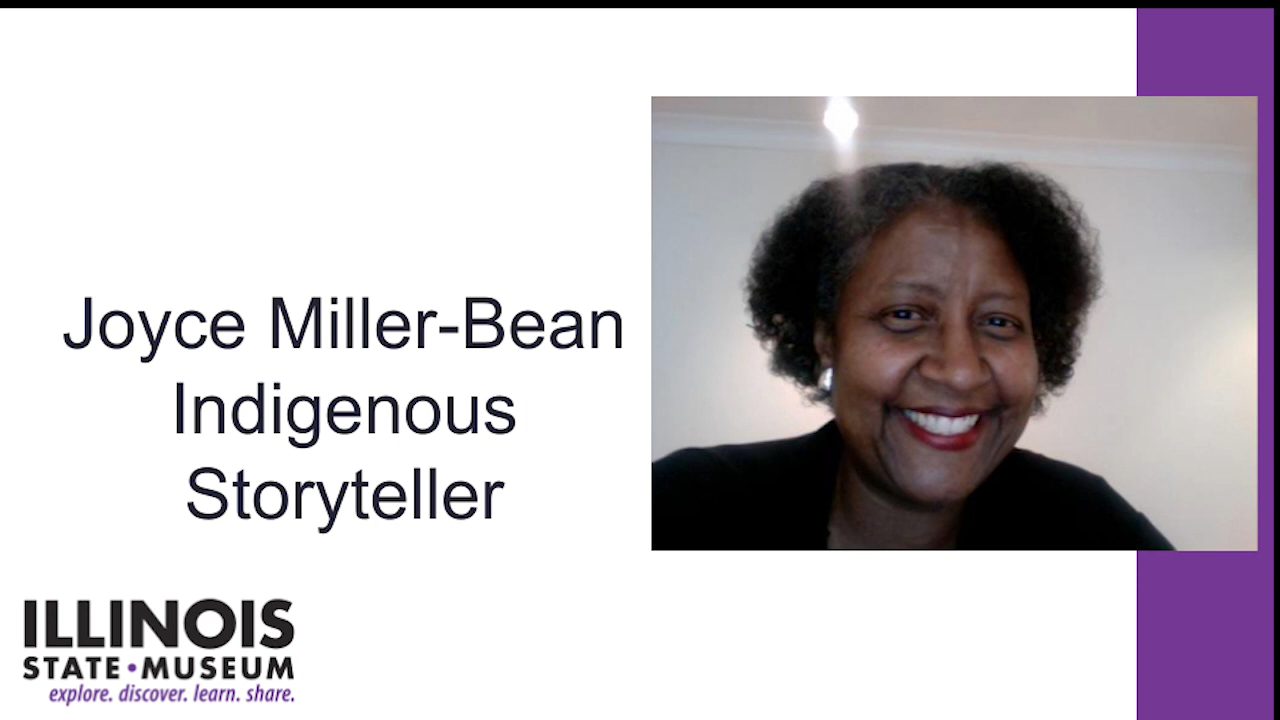 Joyce Miller-Bean
Indigenous
Storyteller
ILLINOIS
STATE•MUSEUM
explore. discover. learn. share.